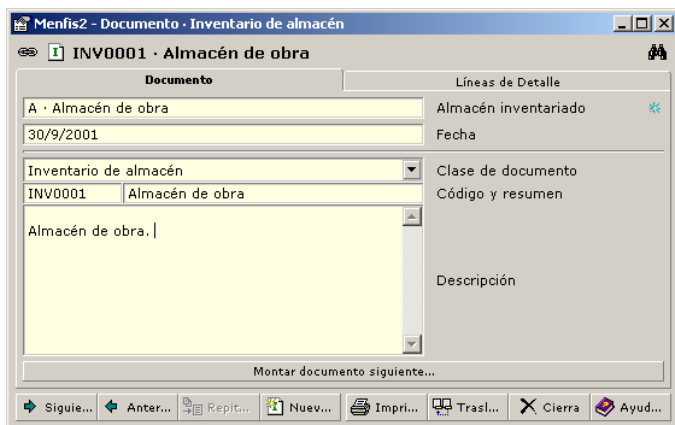 Menfis2 - Documento · Inventario de almacén
INV0001 · Almacén de obra
Documento
Líneas de Detalle
A · Almacén de obra
Almacén inventariado
30/9/2001
Fecha
Inventario de almacén
Clase de documento
INV0001
Almacén de obra
Código y resumen
Almacén de obra.
Descripción
Montar documento siguiente...
Siguie...
Anter...
Repit...
Nuev...
Impri...
Trasl...
Cierra
Ayud...